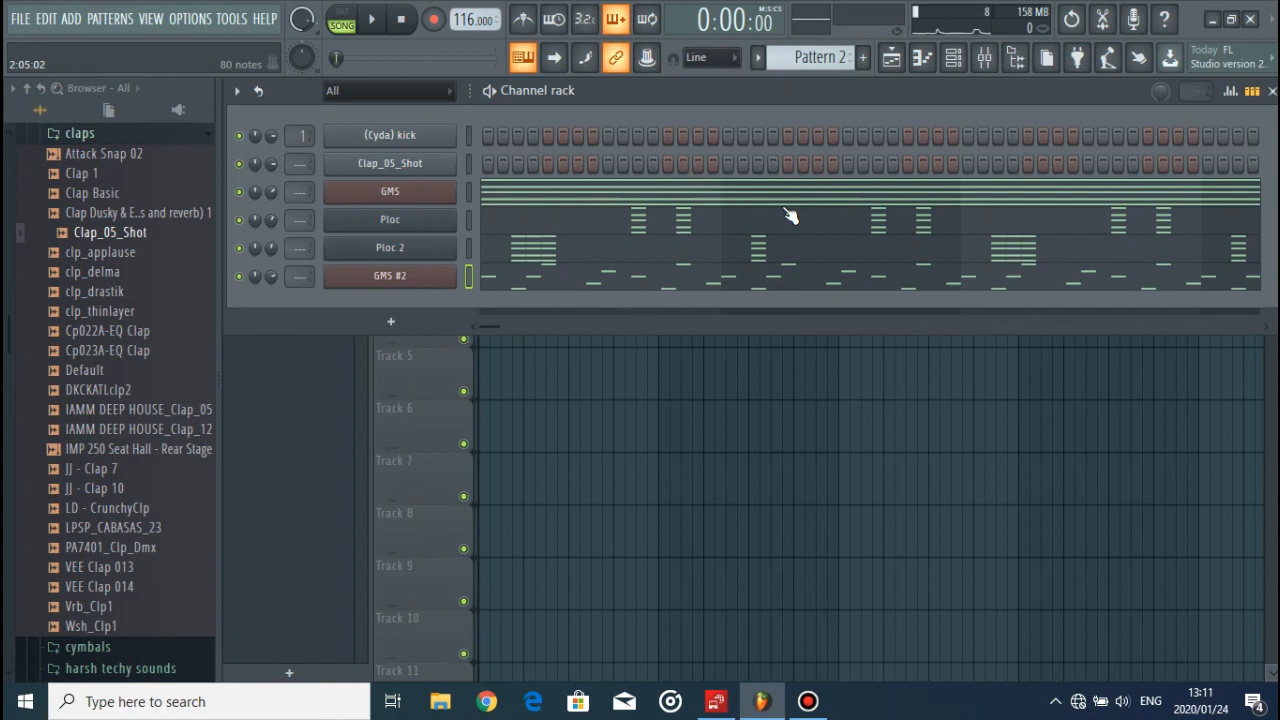 FILE EDIT ADD PATTERNS VIEW OPTIONS TOOLS HELP
PAT
SONG
116.000
3.2.
0:00:00
M:S:CS
8
158 MB
0
2:05:02
80 notes
Line
Pattern 2
Today FL
Studio version 2..
Browser - All
All
Channel rack
claps
Attack Snap 02
Clap 1
Clap Basic
Clap Dusky & E..s and reverb) 1
Clap_05_Shot
clp_applause
clp_delma
clp_drastik
clp_thinlayer
Cp022A-EQ Clap
Cp023A-EQ Clap
Default
DKCKATLclp2
IAMM DEEP HOUSE_Clap_05
IAMM DEEP HOUSE_Clap_12
IMP 250 Seat Hall - Rear Stage
JJ - Clap 7
JJ - Clap 10
LD - CrunchyClp
LPSP_CABASAS_23
PA7401_Clp_Dmx
VEE Clap 013
VEE Clap 014
Vrb_Clp1
Wsh_Clp1
cymbals
harsh techy sounds
1
(Cyda) kick
---
Clap_05_Shot
---
GMS
---
Ploc
---
Ploc 2
---
GMS #2
Track 5
Track 6
Track 7
Track 8
Track 9
Track 10
Track 11
Type here to search
ENG
13:11
2020/01/24
4